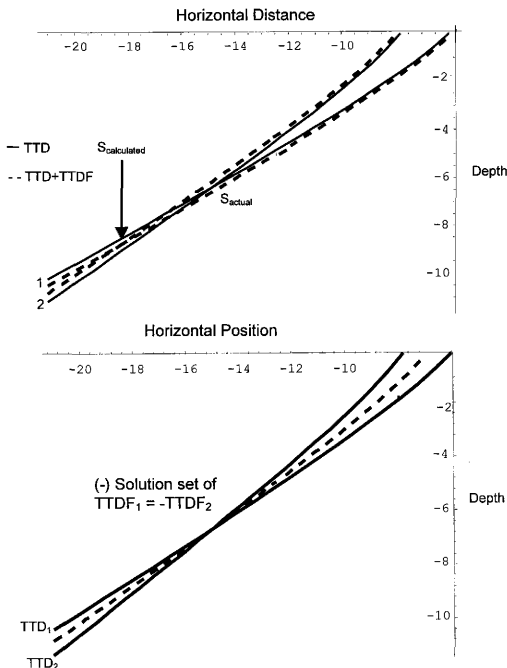 Horizontal Distance
-20 -18 -16 -14 -12 -10
-2
-4
— TTD
S calculated
-- TTD+TTDF
-6
Depth
S actual
-8
1
-10
2
Horizontal Position
-20 -18 -16 -14 -12 -10
-2
-4
(-) Solution set of
TTDF₁ = -TTDF₂
Depth
-6
-8
-10
TTD₁
TTD₂